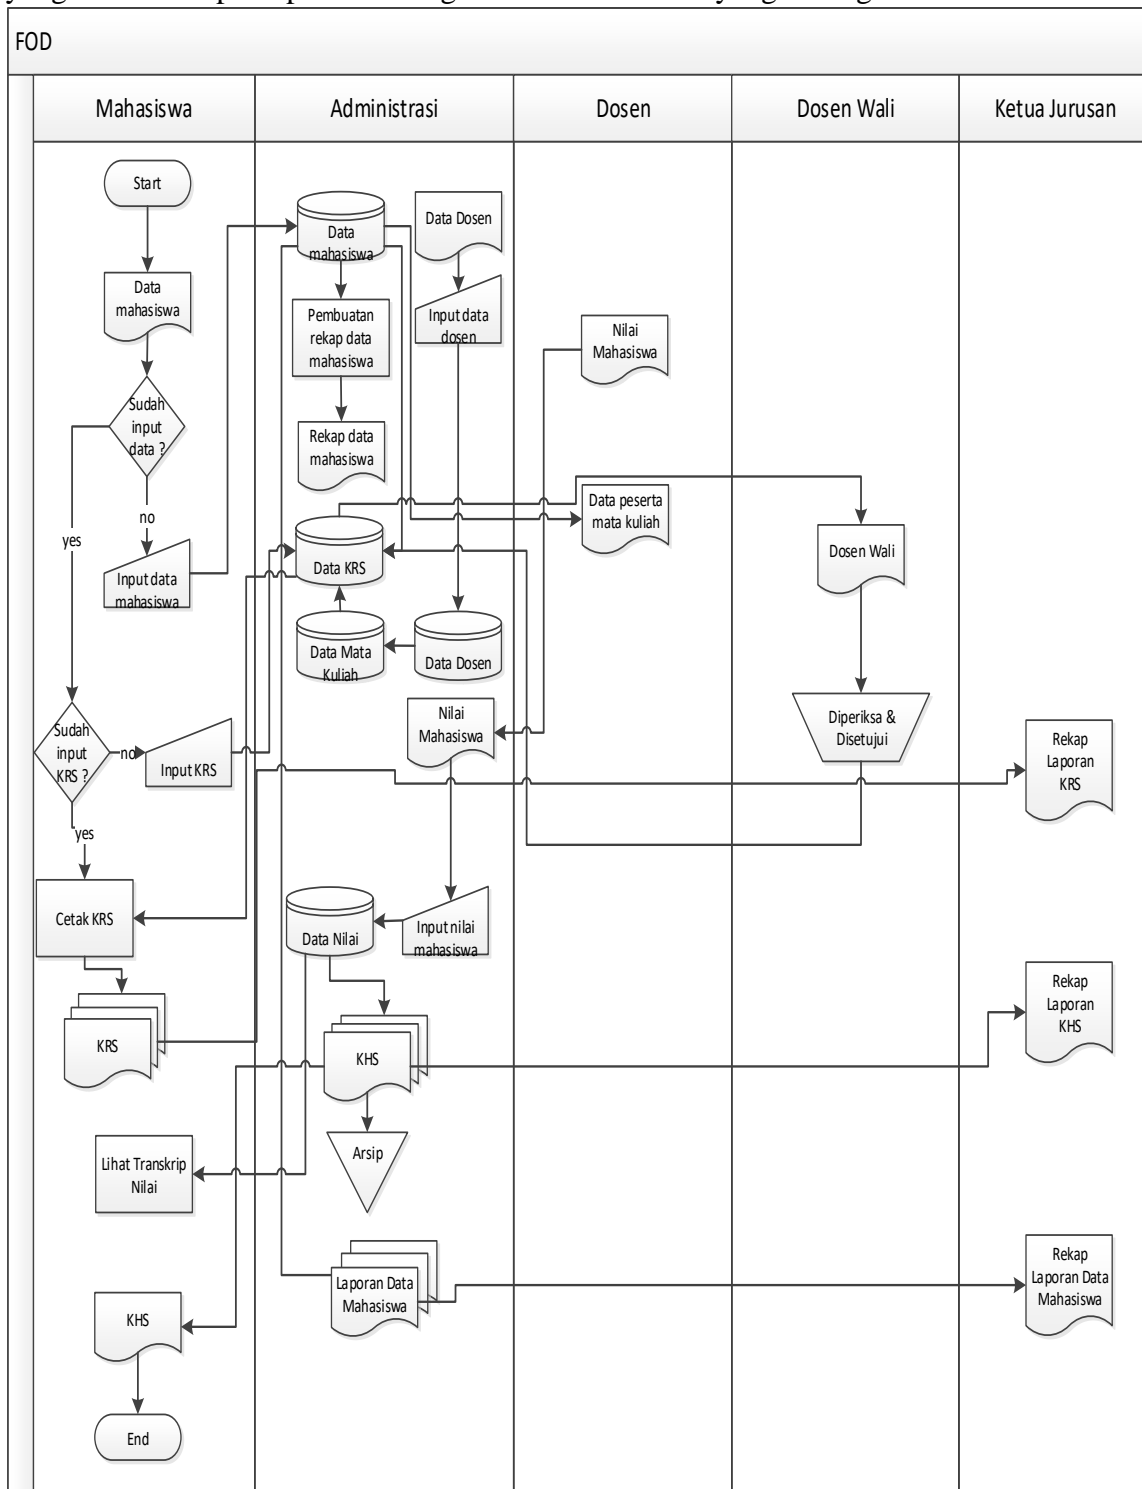 FOD
Mahasiswa
Administrasi
Dosen
Dosen Wali
Ketua Jurusan
Start
Data
mahasiswa
Data Dosen
Data
mahasiswa
Input data
dosen
Pembuatan
rekap data
mahasiswa
Nilai
Mahasiswa
Sudah
input
data ?
Rekap data
mahasiswa
no
yes
Data peserta
mata kuliah
Dosen Wali
Input data
mahasiswa
Data KRS
Data Mata
Kuliah
Data Dosen
Nilai
Mahasiswa
Diperiksa &
Disetujui
Sudah
input
KRS ?
no
Input KRS
Rekap
Laporan
KRS
yes
Cetak KRS
Data Nilai
Input nilai
mahasiswa
Rekap
Laporan
KHS
KRS
KHS
Arsip
Lihat Transkrip
Nilai
Laporan Data
Mahasiswa
Rekap
Laporan Data
Mahasiswa
KHS
End